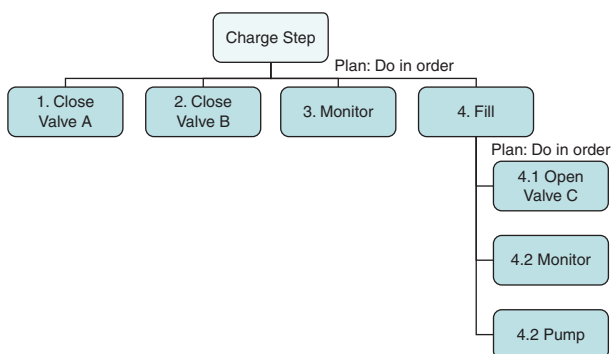 Charge Step
Plan: Do in order
1. Close
Valve A
2. Close
Valve B
3. Monitor
4. Fill
Plan: Do in order
4.1 Open
Valve C
4.2 Monitor
4.2 Pump